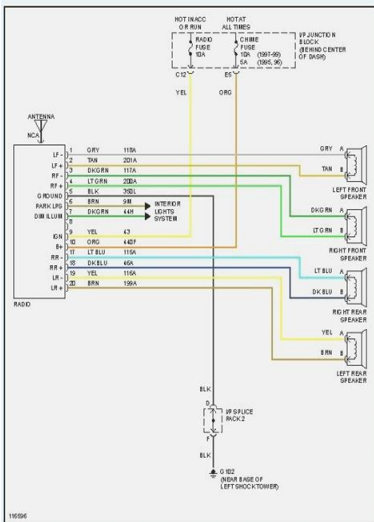 HOT IN ACC OR RUN
HOT AT ALL TIMES
RADIO FUSE 10A
CHIME FUSE
10A (1997-99)
5A (1995, 96)
I/P JUNCTION BLOCK (BEHIND CENTER OF DASH)
C12
E6
YEL
ORG
ANTENNA
NCA
LF - 1 GRY 118A
LF + 2 TAN 201A
RF - 3 DK GRN 117A
RF + 4 LT GRN 200A
GROUND 5 BLK 350L
PARK LPS 6 BRN 9M
DIM ILLUM 7 DK GRN 44H
8
IGN 9 YEL 43
B+ 10 ORG 440F
RR - 17 LT BLU 115A
RR + 18 DK BLU 46A
LR - 19 YEL 116A
LR + 20 BRN 199A
INTERIOR LIGHTS SYSTEM
RADIO
GRY A
TAN B
LEFT FRONT SPEAKER
DK GRN A
LT GRN B
RIGHT FRONT SPEAKER
LT BLU A
DK BLU B
RIGHT REAR SPEAKER
YEL A
BRN B
LEFT REAR SPEAKER
BLK
D
I/P SPLICE PACK 2
F
BLK
G102
(NEAR BASE OF LEFT SHOCK TOWER)